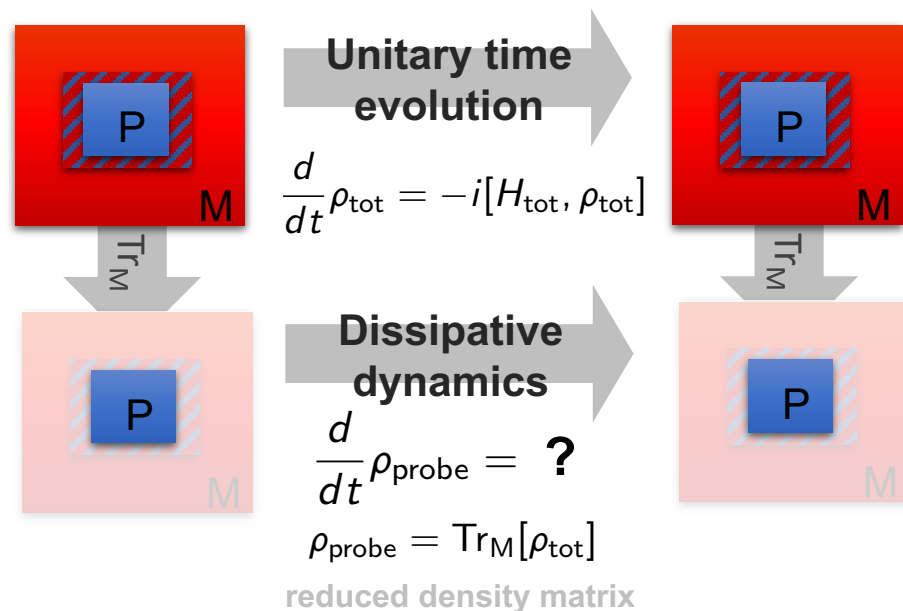 P
M
Unitary time
evolution
d/dt ρ_tot = −i[H_tot, ρ_tot]
P
M
Tr_M
Tr_M
P
M
Dissipative
dynamics
d/dt ρ_probe = ?
ρ_probe = Tr_M[ρ_tot]
reduced density matrix
P
M